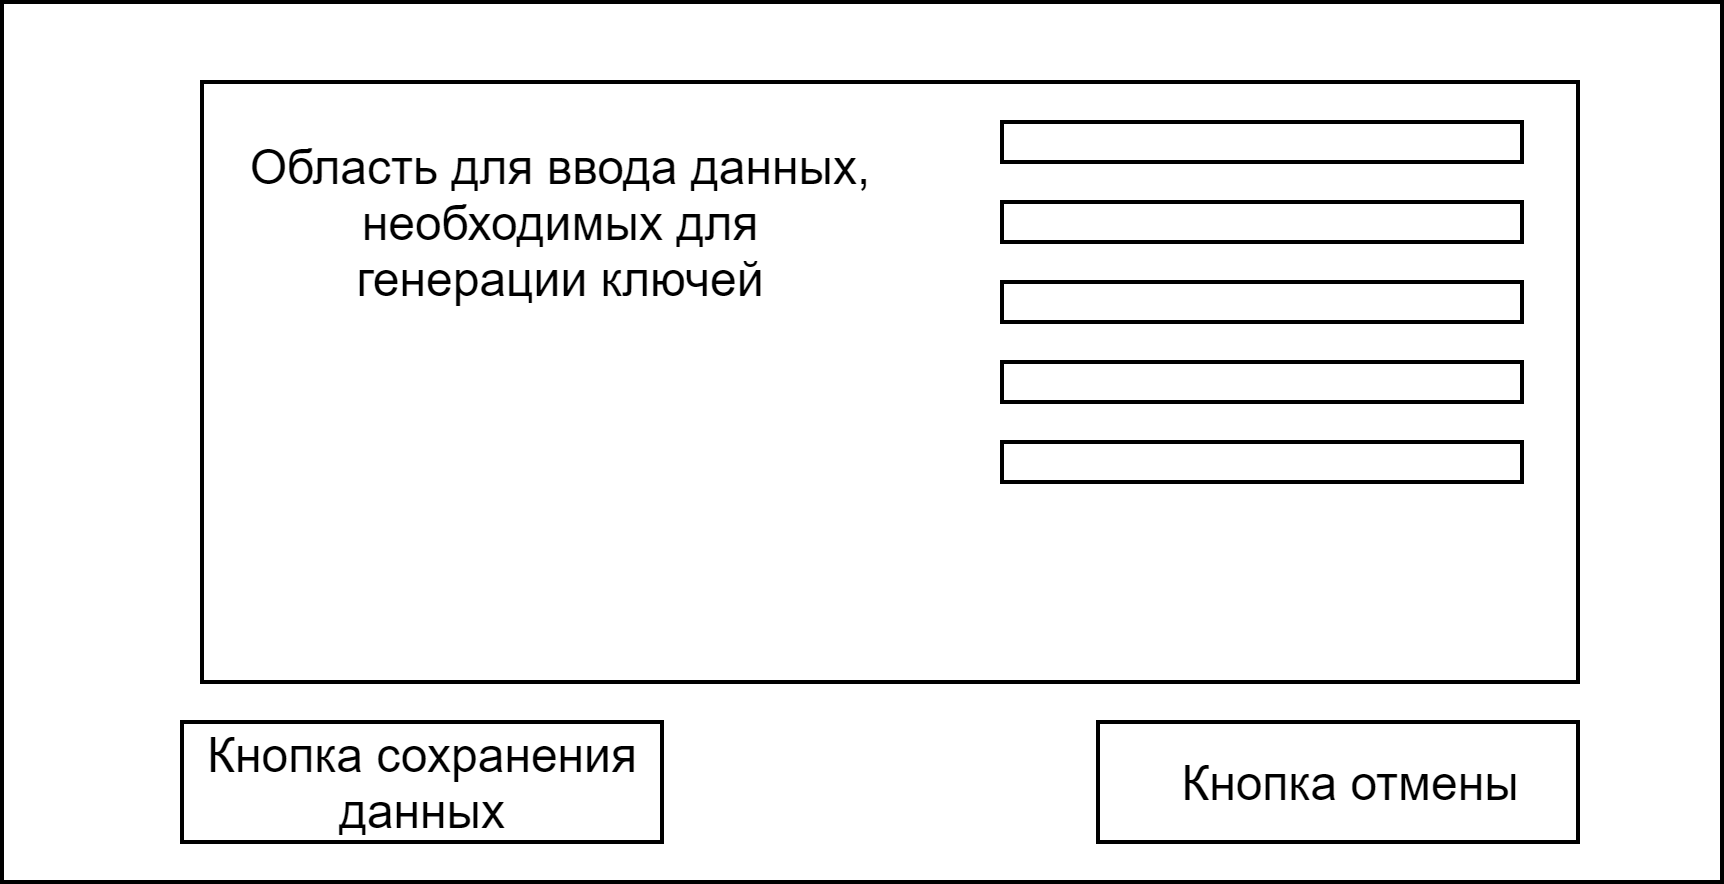 Область для ввода данных,
необходимых для
генерации ключей
Кнопка сохранения
данных
Кнопка отмены